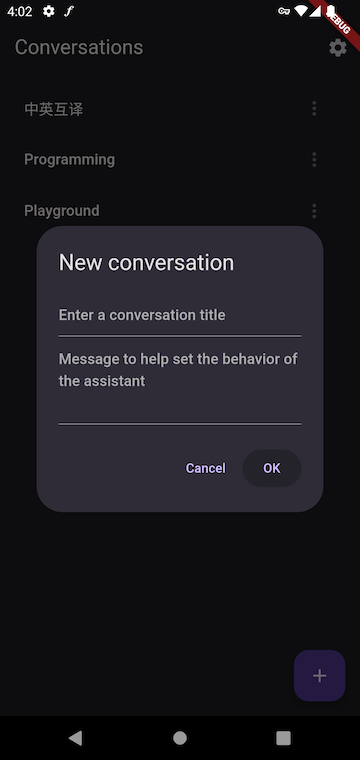 4:02
DEBUG
Conversations
中英互译
Programming
Playground
New conversation
Enter a conversation title
Message to help set the behavior of
the assistant
Cancel
OK